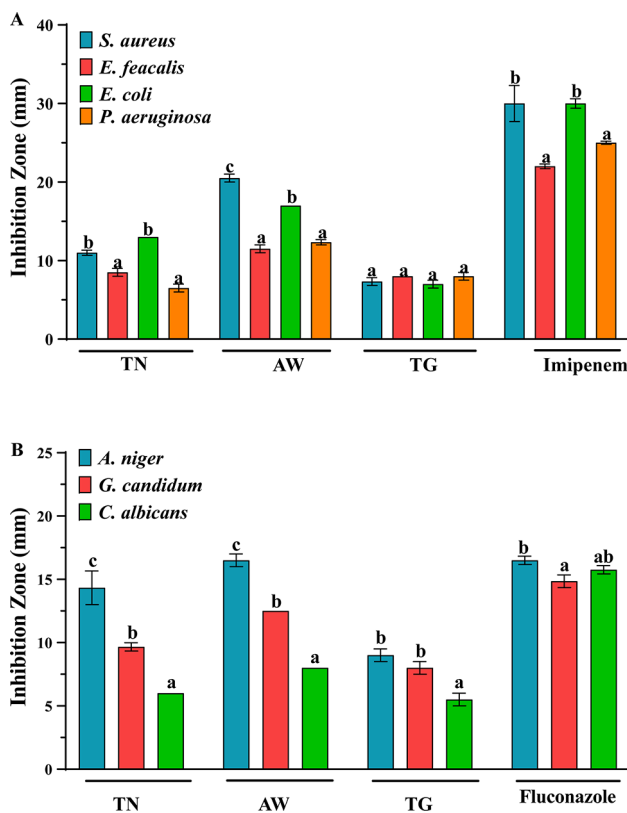 A
S. aureus
E. feacalis
E. coli
P. aeruginosa
Inhibition Zone (mm)
40
30
20
10
0
b a b a
c a b a
a a a a
b a b a
TN AW TG Imipenem
B
A. niger
G. candidum
C. albicans
Inhibition Zone (mm)
25
20
15
10
5
0
c b a
c b a
b b a
b a ab
TN AW TG Fluconazole